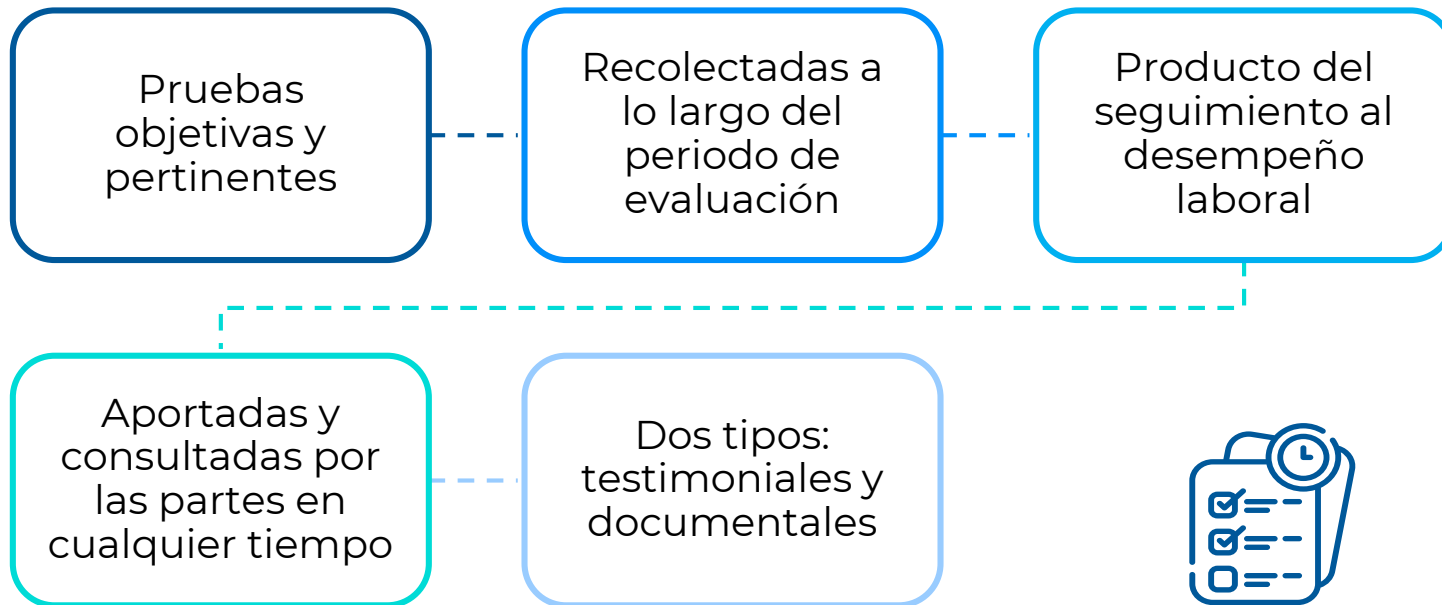 Pruebas
objetivas y
pertinentes
Recolectadas a
lo largo del
periodo de
evaluación
Producto del
seguimiento al
desempeño
laboral
Aportadas y
consultadas por
las partes en
cualquier tiempo
Dos tipos:
testimoniales y
documentales